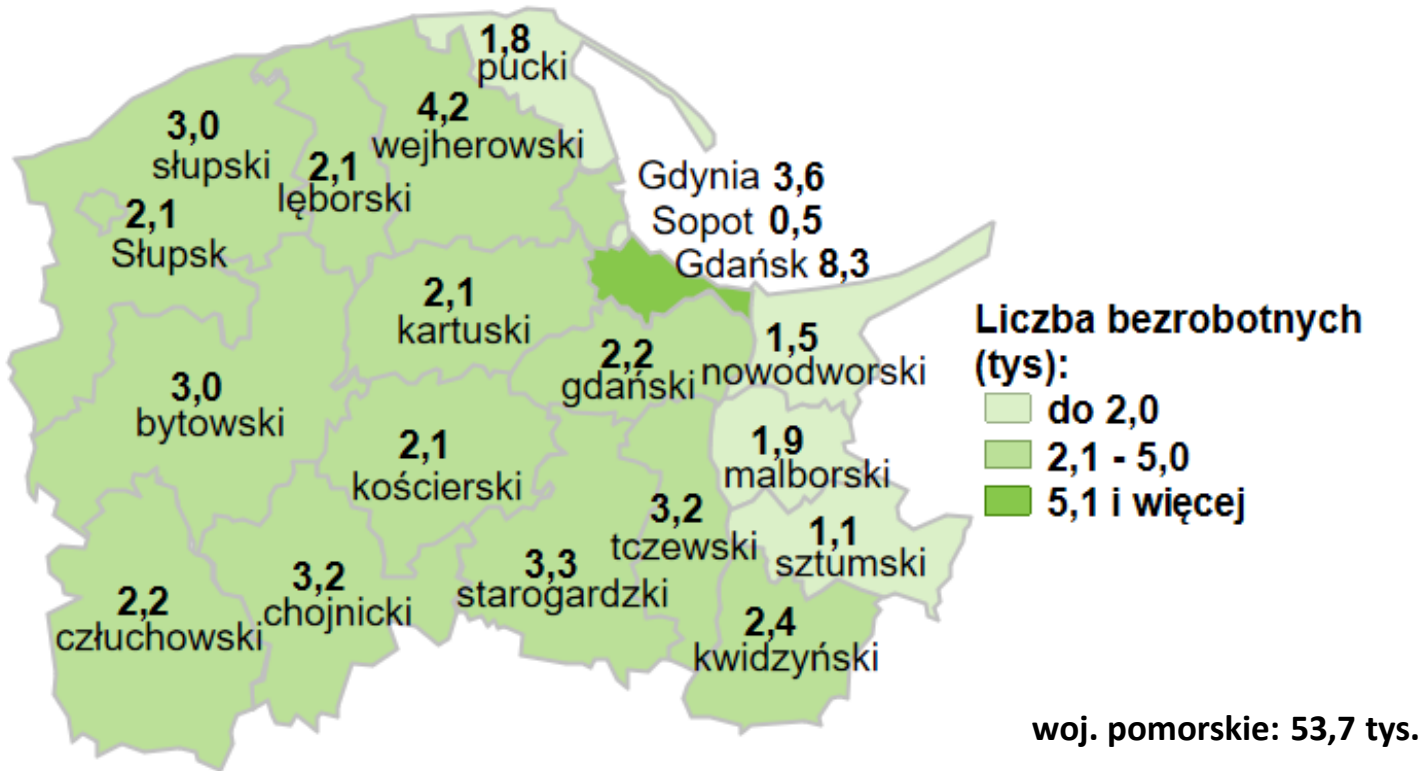 1,8
pucki
4,2
wejherowski
3,0
słupski
2,1
lęborski
Gdynia 3,6
Sopot 0,5
Gdańsk 8,3
2,1
Słupsk
2,1
kartuski
2,2
gdański
1,5
nowodworski
3,0
bytowski
2,1
kościerski
1,9
malborski
3,2
tczewski
1,1
sztumski
2,2
człuchowski
3,2
chojnicki
3,3
starogardzki
2,4
kwidzyński
Liczba bezrobotnych
(tys):
do 2,0
2,1 - 5,0
5,1 i więcej
woj. pomorskie: 53,7 tys.